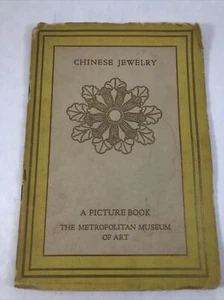 CHINESE JEWELRY
A PICTURE BOOK
THE METROPOLITAN MUSEUM
OF ART